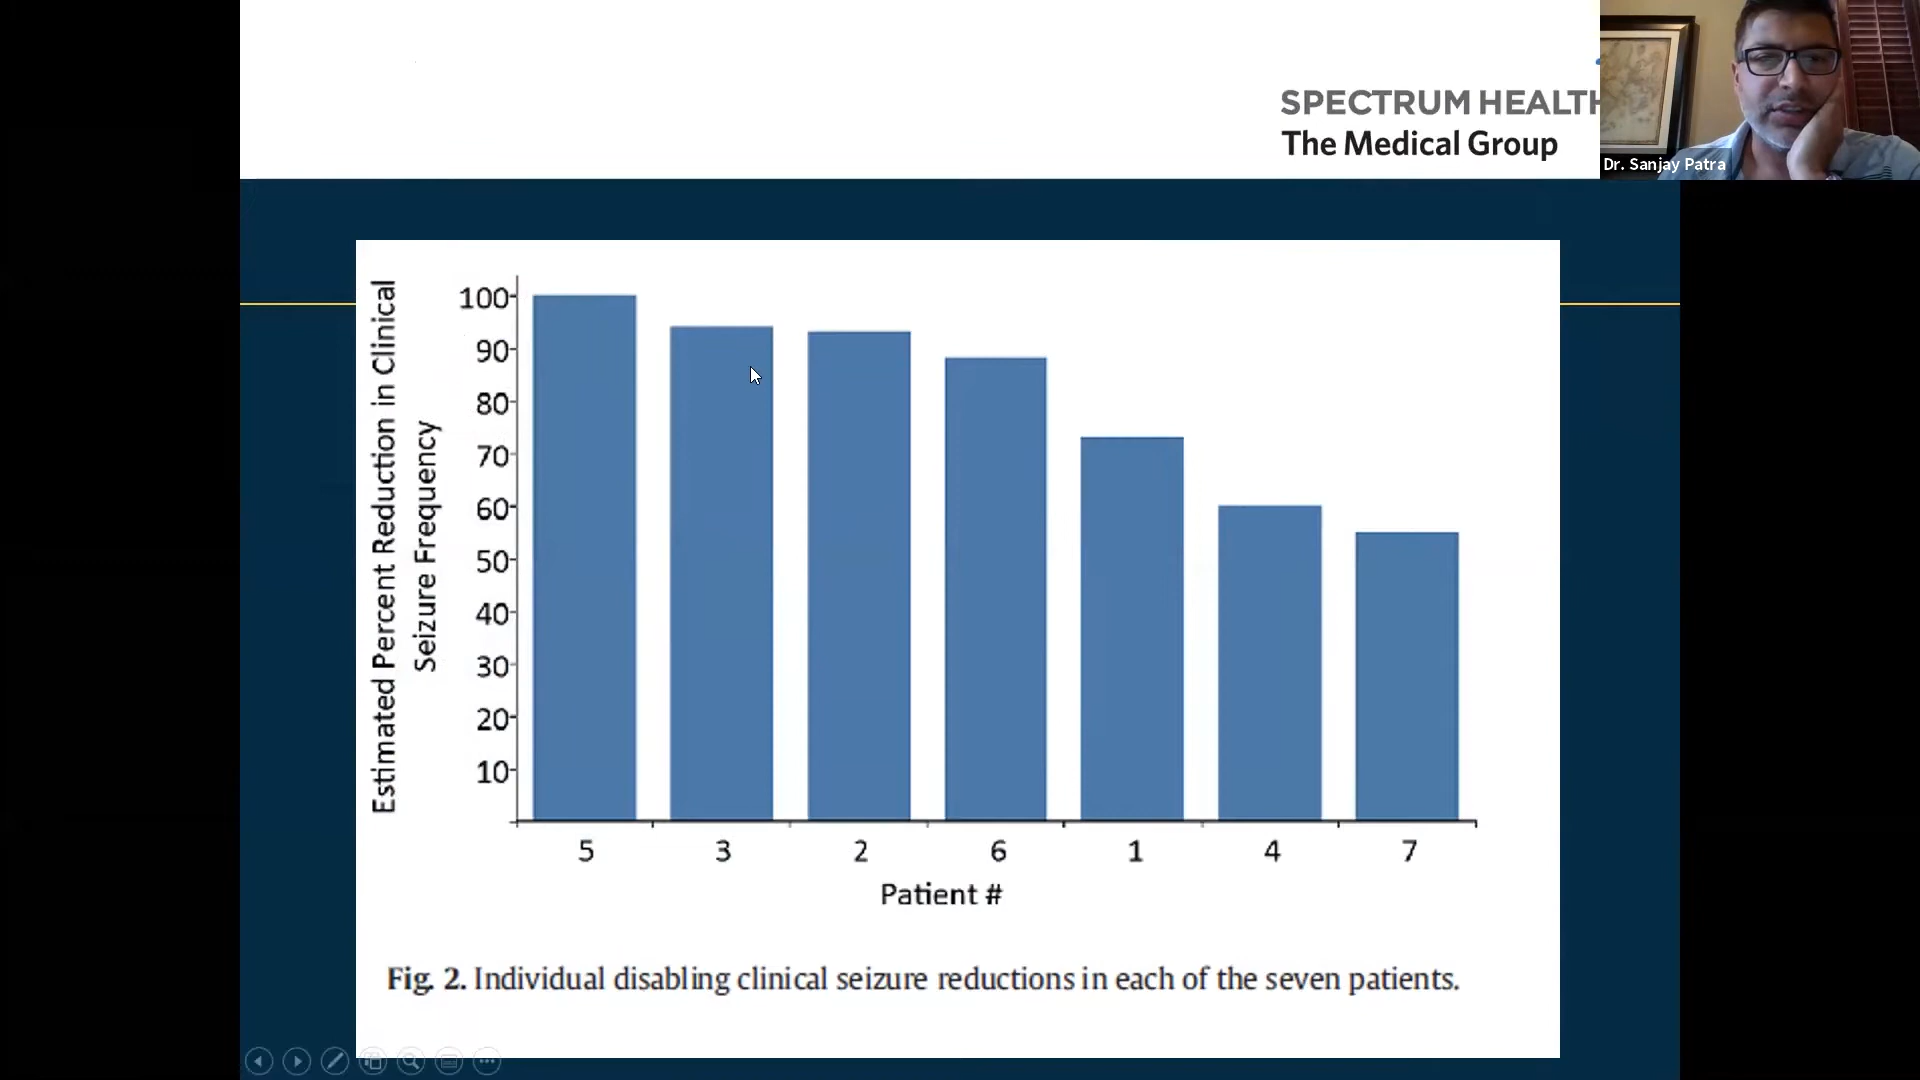 SPECTRUM HEALTH
The Medical Group
Dr. Sanjay Patra
Estimated Percent Reduction in Clinical
Seizure Frequency
100
90
80
70
60
50
40
30
20
10
5 3 2 6 1 4 7
Patient #
Fig. 2. Individual disabling clinical seizure reductions in each of the seven patients.